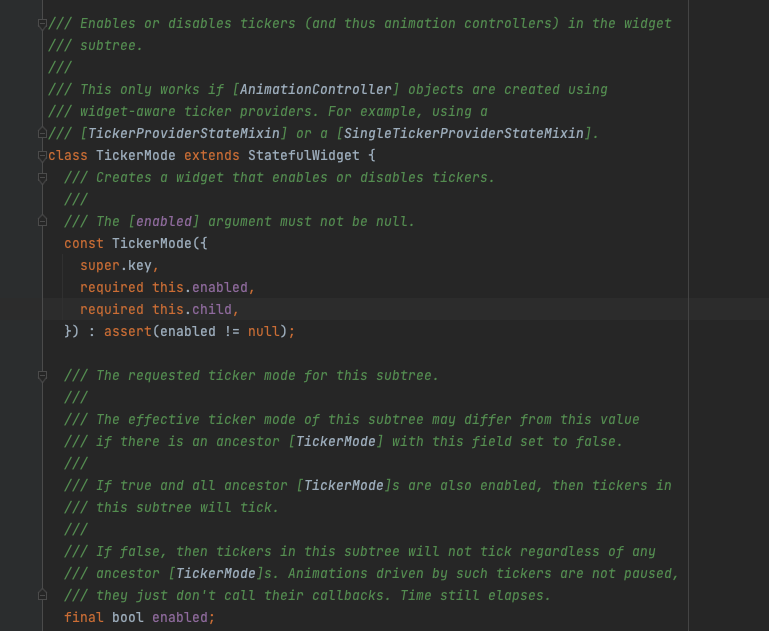 /// Enables or disables tickers (and thus animation controllers) in the widget
/// subtree.
///
/// This only works if [AnimationController] objects are created using
/// widget-aware ticker providers. For example, using a
/// [TickerProviderStateMixin] or a [SingleTickerProviderStateMixin].
class TickerMode extends StatefulWidget {
  /// Creates a widget that enables or disables tickers.
  ///
  /// The [enabled] argument must not be null.
  const TickerMode({
    super.key,
    required this.enabled,
    required this.child,
  }) : assert(enabled != null);

  /// The requested ticker mode for this subtree.
  ///
  /// The effective ticker mode of this subtree may differ from this value
  /// if there is an ancestor [TickerMode] with this field set to false.
  ///
  /// If true and all ancestor [TickerMode]s are also enabled, then tickers in
  /// this subtree will tick.
  ///
  /// If false, then tickers in this subtree will not tick regardless of any
  /// ancestor [TickerMode]s. Animations driven by such tickers are not paused,
  /// they just don't call their callbacks. Time still elapses.
  final bool enabled;